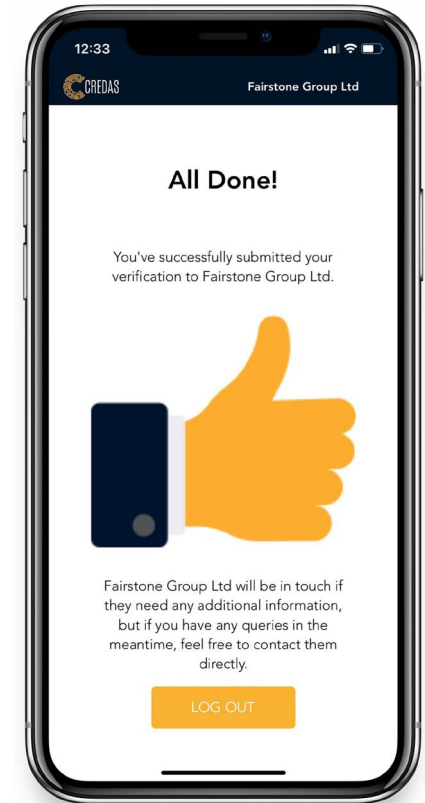 12:33
CREDAS
Fairstone Group Ltd
All Done!
You've successfully submitted your
verification to Fairstone Group Ltd.
Fairstone Group Ltd will be in touch if
they need any additional information,
but if you have any queries in the
meantime, feel free to contact them
directly.
LOG OUT